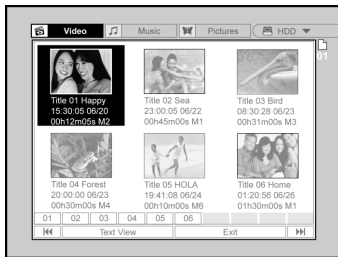 Video Music Pictures HDD
01
Title 01 Happy
15:30:05 06/20
00h12m05s M2
Title 02 Sea
23:00:05 06/22
00h45m00s M1
Title 03 Bird
08:30:28 06/23
00h31m00s M3
Title 04 Forest
20:00:00 06/23
00h30m00s M4
Title 05 HOLA
19:41:08 06/24
00h10m00s M6
Title 06 Home
01:20:56 06/26
01h30m00s M1
01 02 03 04 05 06
Text View Exit